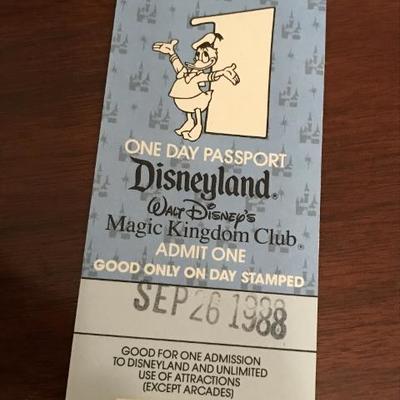 ONE DAY PASSPORT
Disneyland®
WALT DISNEY'S
Magic Kingdom Club®
ADMIT ONE
GOOD ONLY ON DAY STAMPED
SEP 26 1988
GOOD FOR ONE ADMISSION
TO DISNEYLAND AND UNLIMITED
USE OF ATTRACTIONS
(EXCEPT ARCADES)